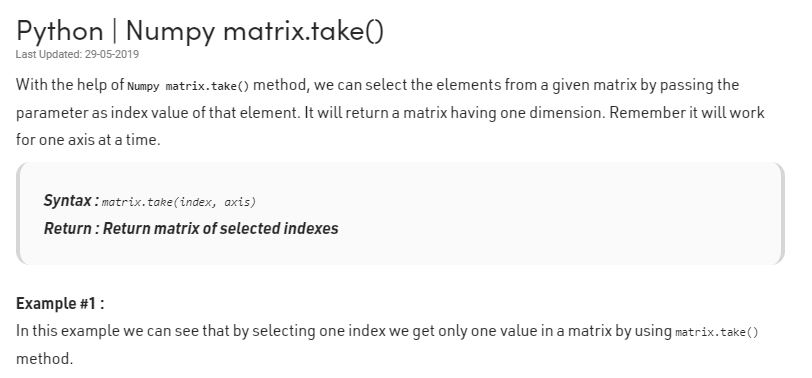 Python | Numpy matrix.take()
Last Updated: 29-05-2019
With the help of Numpy matrix.take() method, we can select the elements from a given matrix by passing the
parameter as index value of that element. It will return a matrix having one dimension. Remember it will work
for one axis at a time.
Syntax : matrix.take(index, axis)
Return : Return matrix of selected indexes
Example #1 :
In this example we can see that by selecting one index we get only one value in a matrix by using matrix.take()
method.